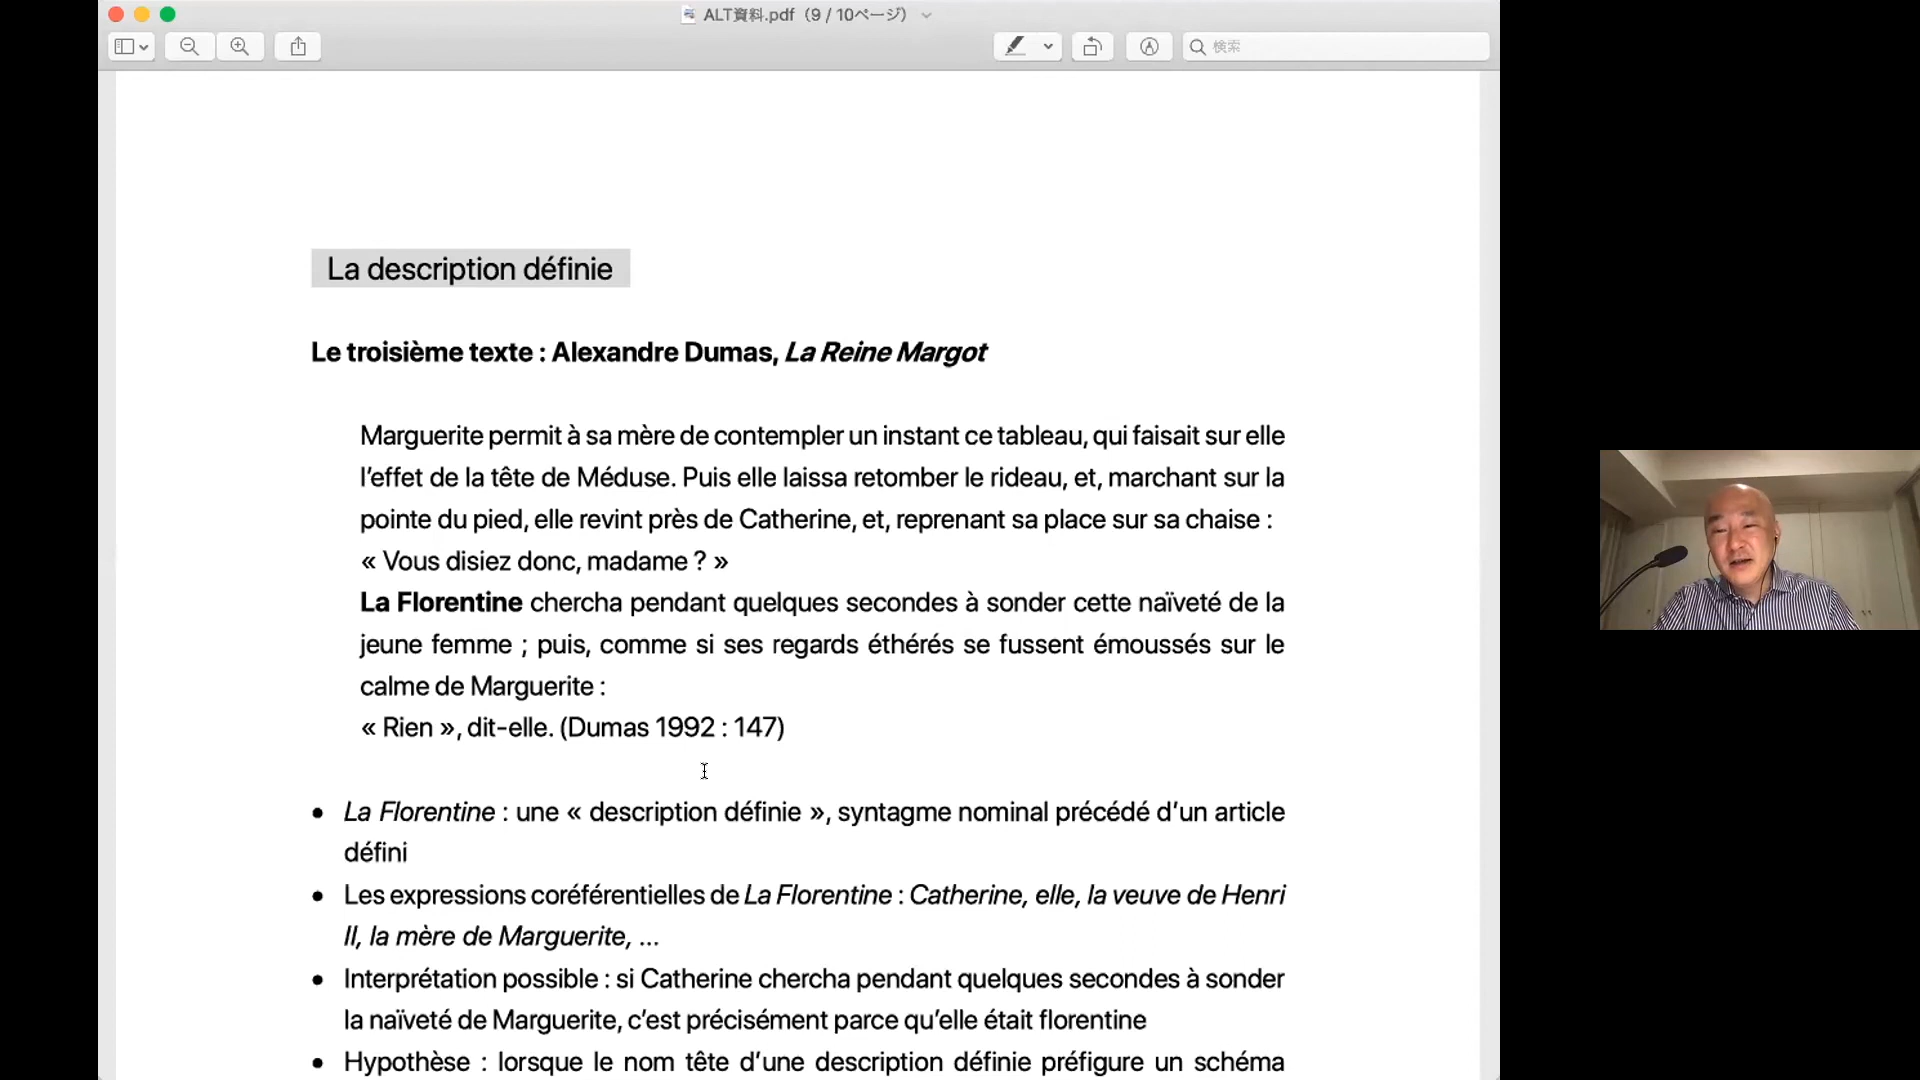 ALT資料.pdf（9 / 10ページ）
検索
La description définie
Le troisième texte : Alexandre Dumas, La Reine Margot
Marguerite permit à sa mère de contempler un instant ce tableau, qui faisait sur elle
l’effet de la tête de Méduse. Puis elle laissa retomber le rideau, et, marchant sur la
pointe du pied, elle revint près de Catherine, et, reprenant sa place sur sa chaise :
« Vous disiez donc, madame ? »
La Florentine chercha pendant quelques secondes à sonder cette naïveté de la
jeune femme ; puis, comme si ses regards éthérés se fussent émoussés sur le
calme de Marguerite :
« Rien », dit-elle. (Dumas 1992 : 147)
• La Florentine : une « description définie », syntagme nominal précédé d’un article
défini
• Les expressions coréférentielles de La Florentine : Catherine, elle, la veuve de Henri
II, la mère de Marguerite, ...
• Interprétation possible : si Catherine chercha pendant quelques secondes à sonder
la naïveté de Marguerite, c’est précisément parce qu’elle était florentine
• Hypothèse : lorsque le nom tête d’une description définie préfigure un schéma